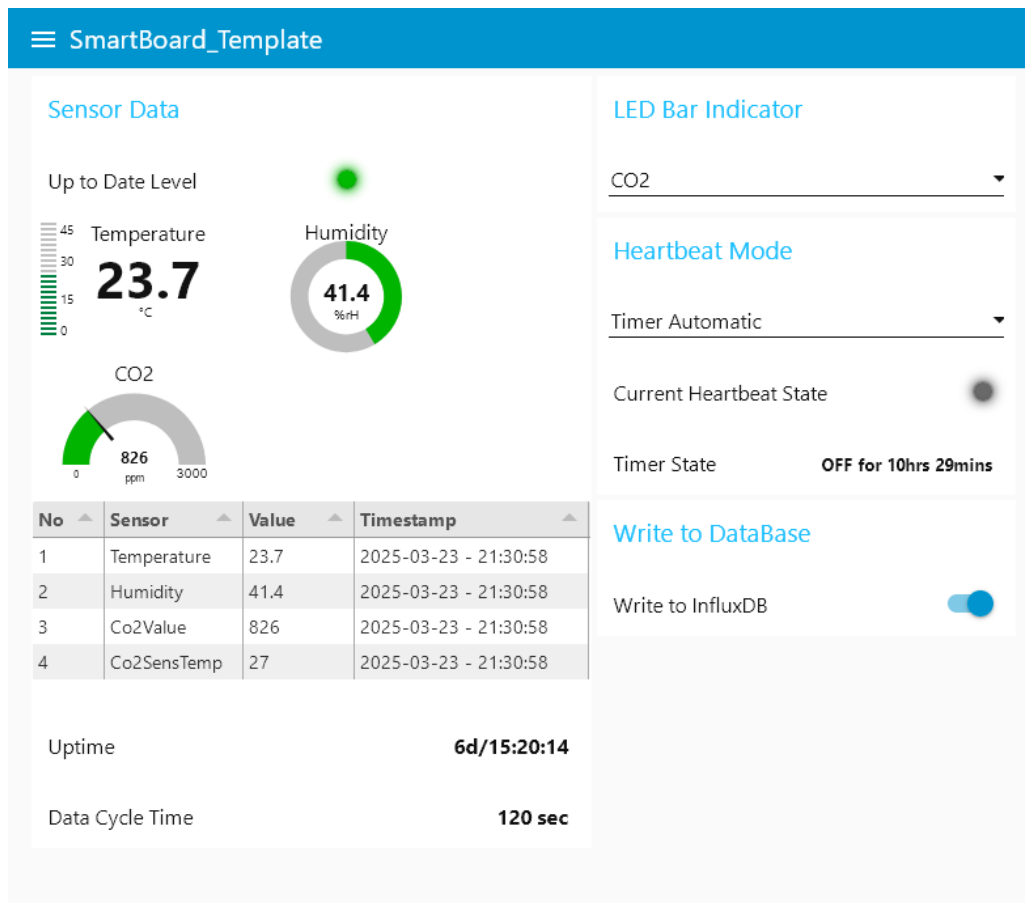 SmartBoard_Template
Sensor Data
Up to Date Level
45
30
15
0
Temperature
23.7
°C
Humidity
41.4
%rH
CO2
826
ppm
0
3000
No Sensor Value Timestamp
1 Temperature 23.7 2025-03-23 - 21:30:58
2 Humidity 41.4 2025-03-23 - 21:30:58
3 Co2Value 826 2025-03-23 - 21:30:58
4 Co2SensTemp 27 2025-03-23 - 21:30:58
Uptime 6d/15:20:14
Data Cycle Time 120 sec
LED Bar Indicator
CO2
Heartbeat Mode
Timer Automatic
Current Heartbeat State
Timer State OFF for 10hrs 29mins
Write to DataBase
Write to InfluxDB